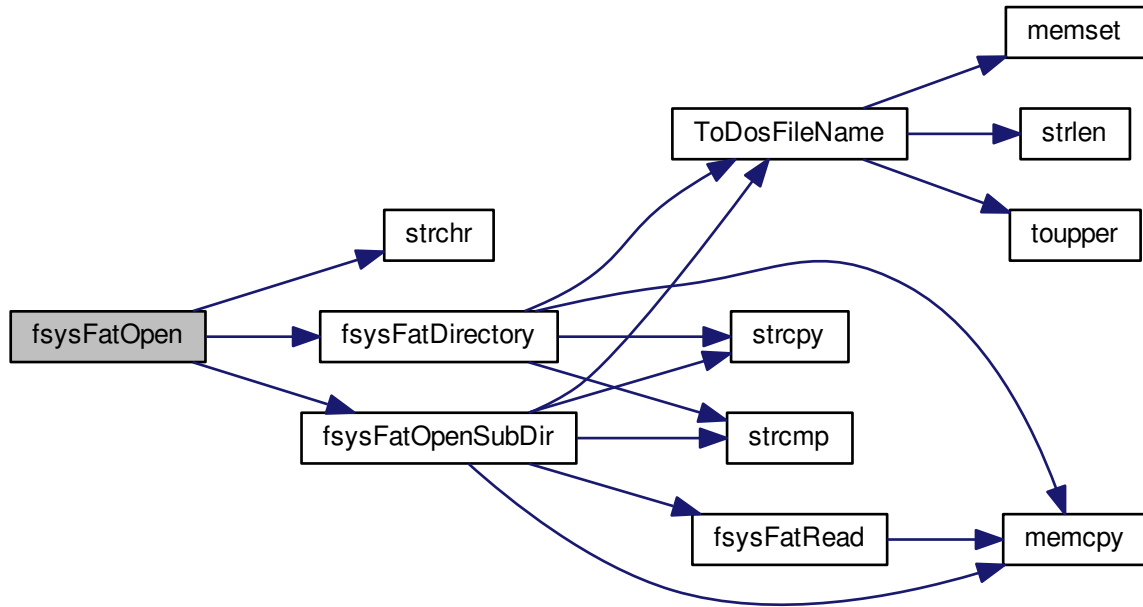 memset
ToDosFileName
strlen
strchr
toupper
fsysFatOpen
fsysFatDirectory
strcpy
fsysFatOpenSubDir
strcmp
fsysFatRead
memcpy